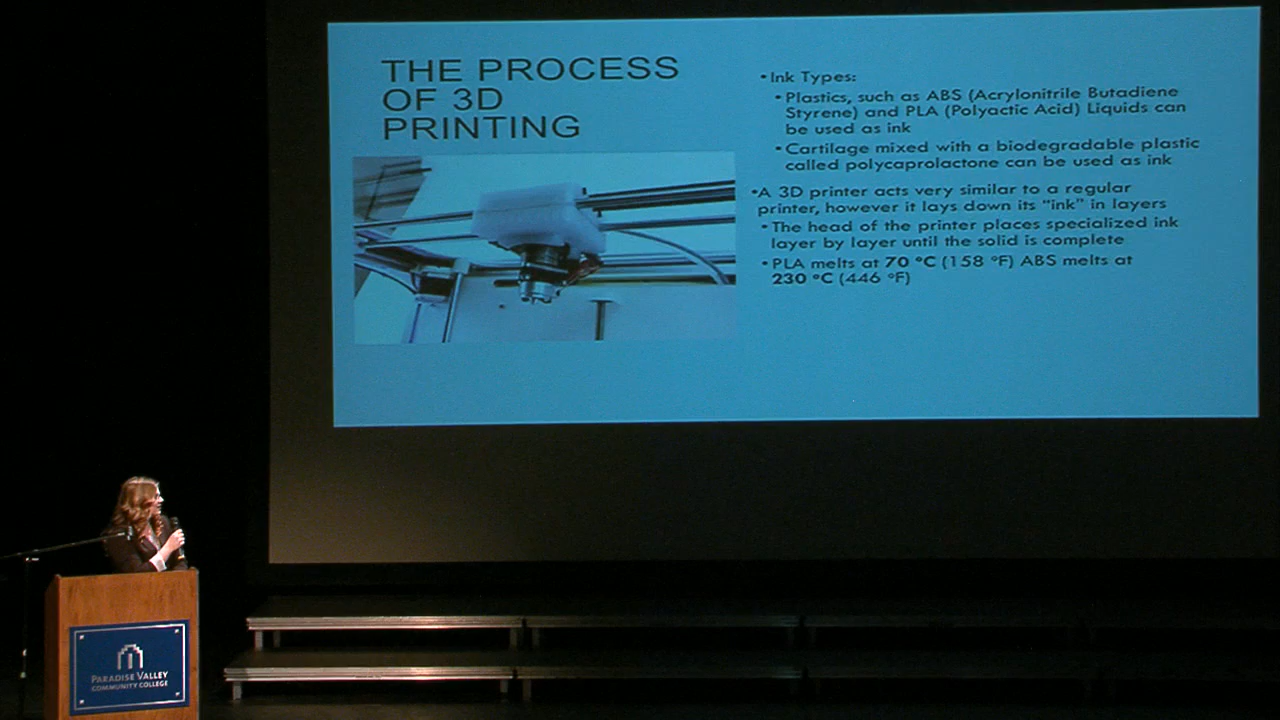 THE PROCESS
OF 3D
PRINTING
• Ink Types:
• Plastics, such as ABS (Acrylonitrile Butadiene
Styrene) and PLA (Polyactic Acid) Liquids can
be used as ink
• Cartilage mixed with a biodegradable plastic
called polycaprolactone can be used as ink
• A 3D printer acts very similar to a regular
printer, however it lays down its “ink” in layers
• The head of the printer places specialized ink
layer by layer until the solid is complete
• PLA melts at 70 °C (158 °F) ABS melts at
230 °C (446 °F)
PARADISE VALLEY
COMMUNITY COLLEGE